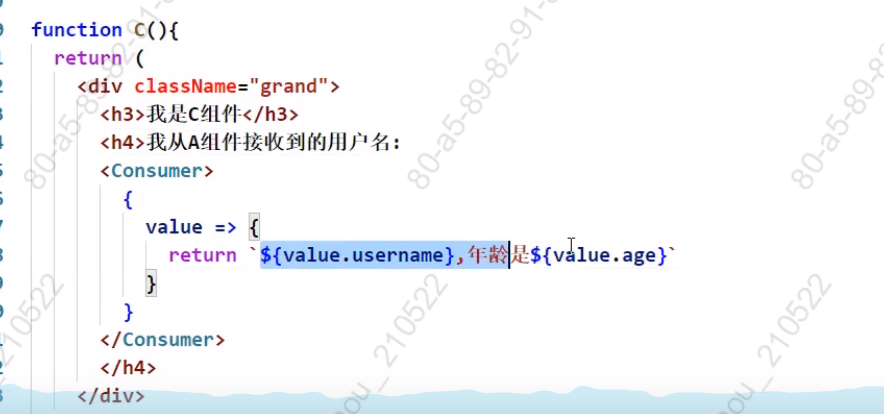 function C(){
return (
<div className="grand">
<h3>我是C组件</h3>
<h4>我从A组件接收到的用户名：
<Consumer>
{
value => {
return `${value.username},年龄是${value.age}`
}
}
</Consumer>
</h4>
</div>
80-a5-89-82-91-
80-a5-89-82-91-
80-a5-89-8
210522
ou_210522
ou_210522